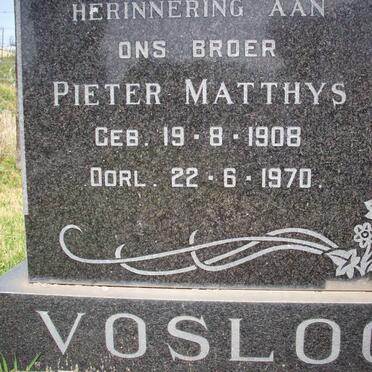 HERINNERING AAN
ONS BROER
PIETER MATTHYS
GEB. 19-8-1908
OORL. 22-6-1970.
VOSLOO